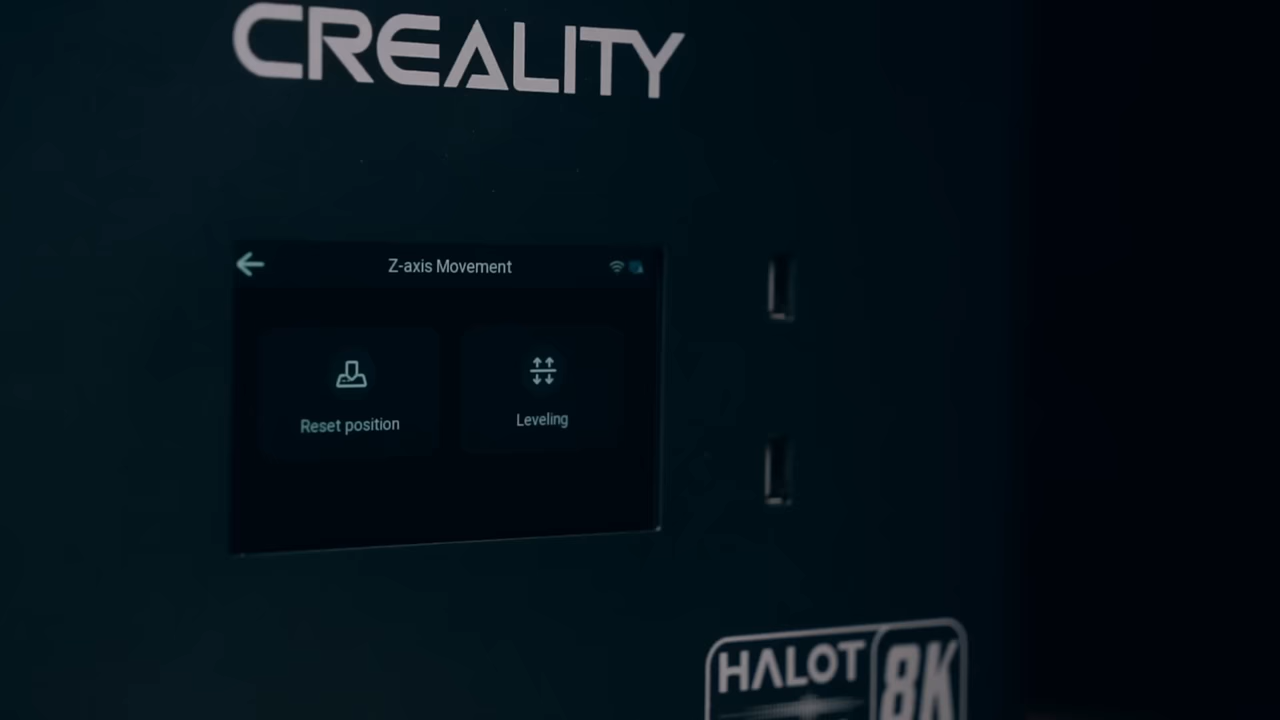 CREALITY
Z-axis Movement
Reset position
Leveling
HALOT
8K